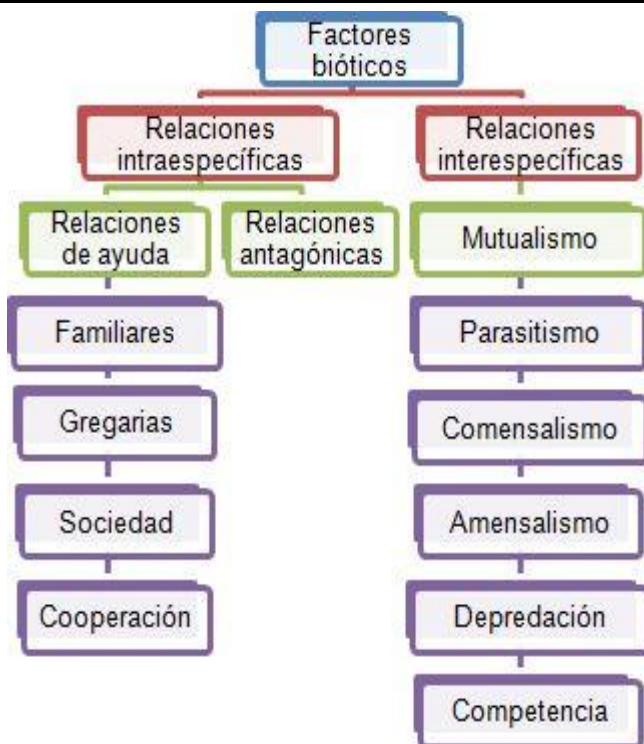 Factores
bióticos
Relaciones
intraespecíficas
Relaciones
interespecíficas
Relaciones
de ayuda
Relaciones
antagónicas
Mutualismo
Familiares
Parasitismo
Gregarias
Comensalismo
Sociedad
Amensalismo
Cooperación
Depredación
Competencia